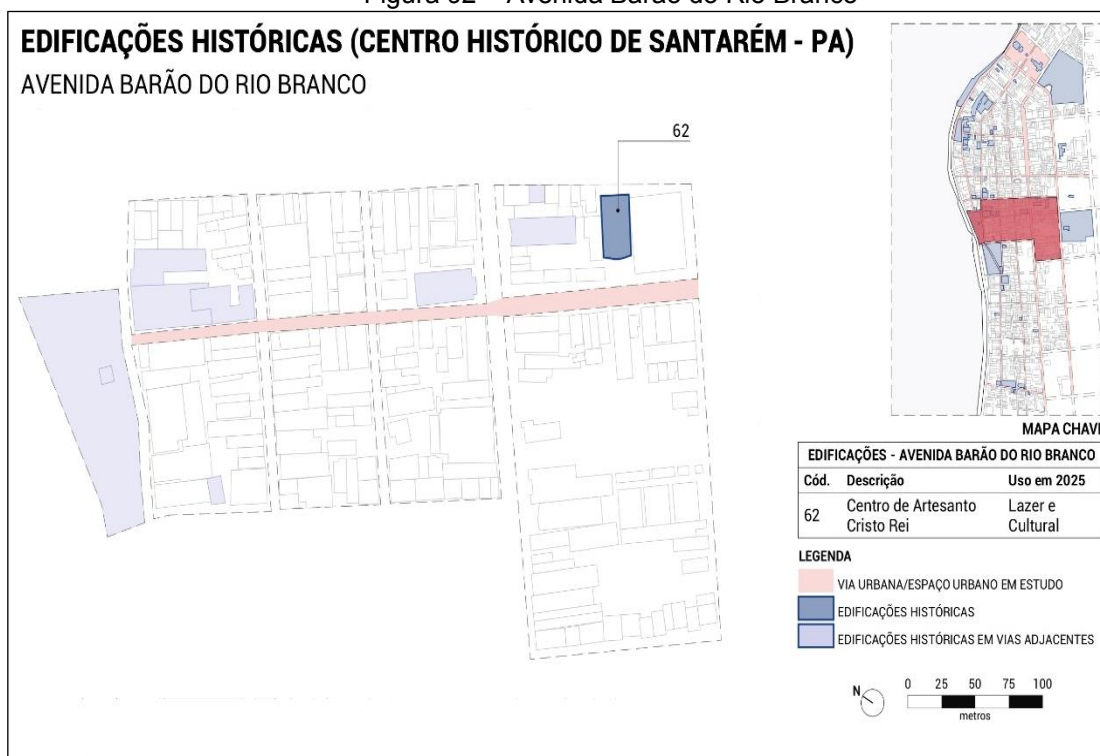 EDIFICAÇÕES HISTÓRICAS (CENTRO HISTÓRICO DE SANTARÉM - PA)
AVENIDA BARÃO DO RIO BRANCO
62
MAPA CHAVE
EDIFICAÇÕES - AVENIDA BARÃO DO RIO BRANCO
Cód. Descrição Uso em 2025
62 Centro de Artesanto Cristo Rei Lazer e Cultural
LEGENDA
VIA URBANA/ESPAÇO URBANO EM ESTUDO
EDIFICAÇÕES HISTÓRICAS
EDIFICAÇÕES HISTÓRICAS EM VIAS ADJACENTES
N
0 25 50 75 100
metros